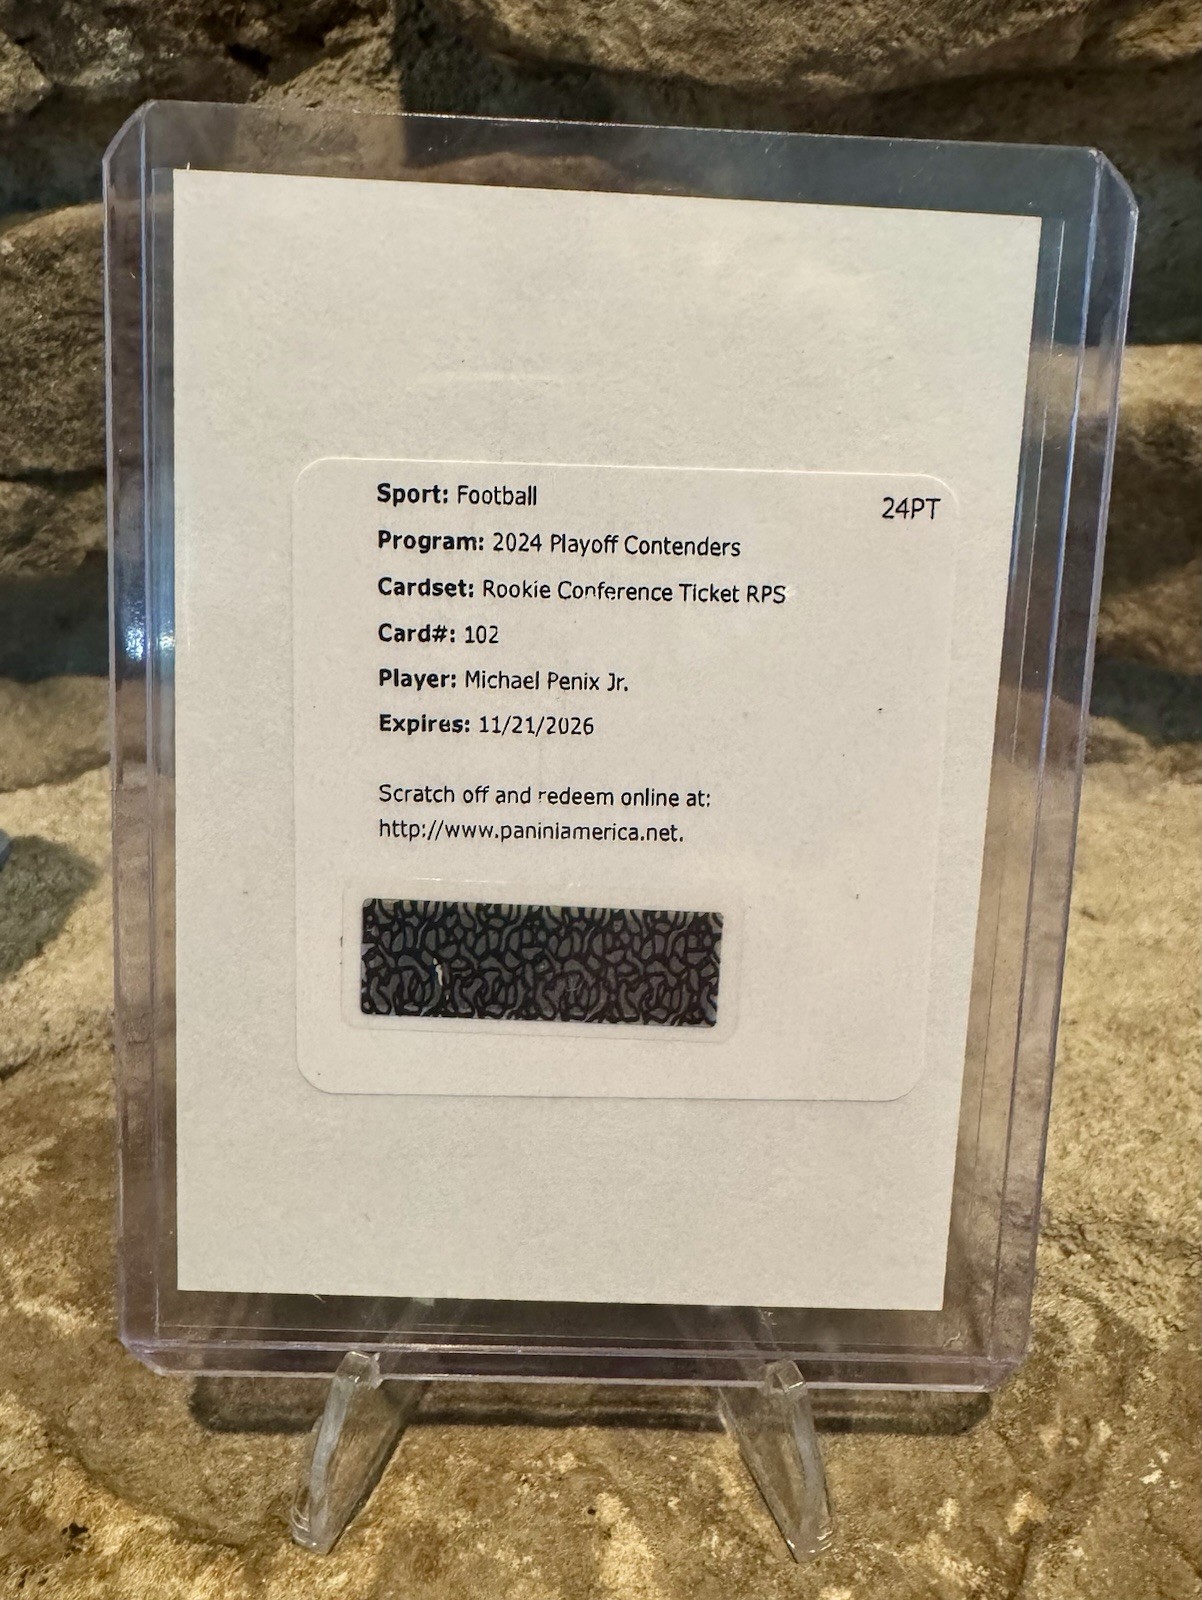 Sport: Football
24PT
Program: 2024 Playoff Contenders
Cardset: Rookie Conference Ticket RPS
Card#: 102
Player: Michael Penix Jr.
Expires: 11/21/2026
Scratch off and redeem online at:
http://www.paniniamerica.net.